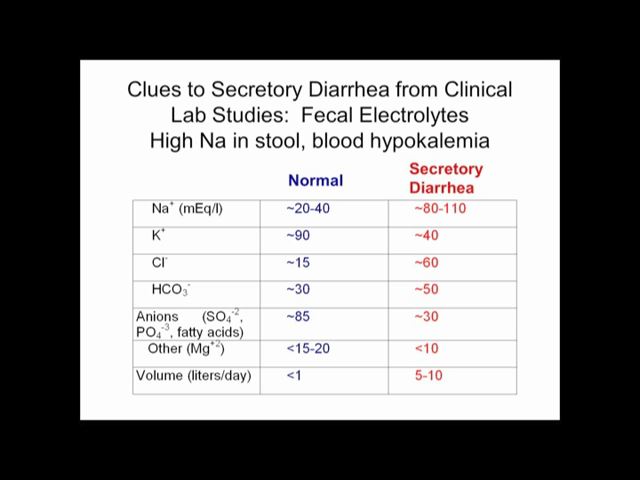 Clues to Secretory Diarrhea from Clinical
Lab Studies: Fecal Electrolytes
High Na in stool, blood hypokalemia
Normal Secretory
Diarrhea
Na⁺ (mEq/l) ~20-40 ~80-110
K⁺ ~90 ~40
Cl⁻ ~15 ~60
HCO₃⁻ ~30 ~50
Anions (SO₄⁻², ~85 ~30
PO₄⁻³, fatty acids)
Other (Mg⁺²) <15-20 <10
Volume (liters/day) <1 5-10